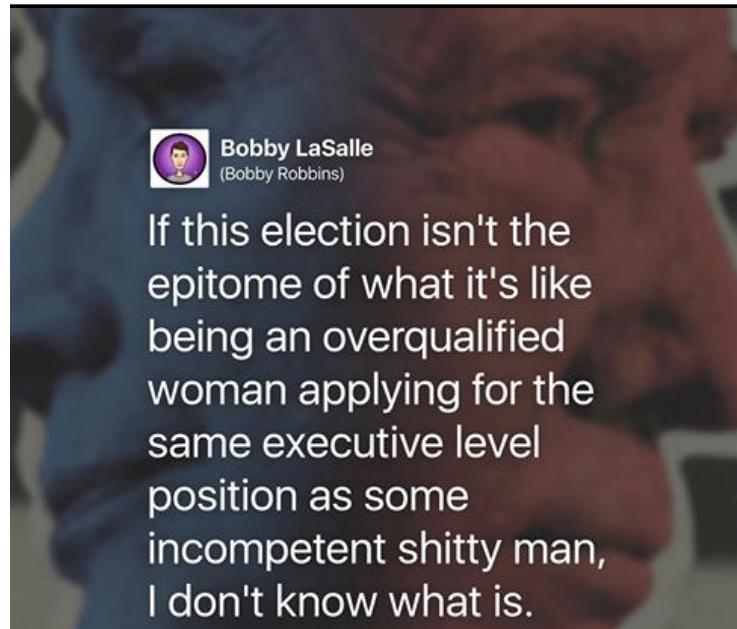 Bobby LaSalle
(Bobby Robbins)
If this election isn't the
epitome of what it's like
being an overqualified
woman applying for the
same executive level
position as some
incompetent shitty man,
I don't know what is.